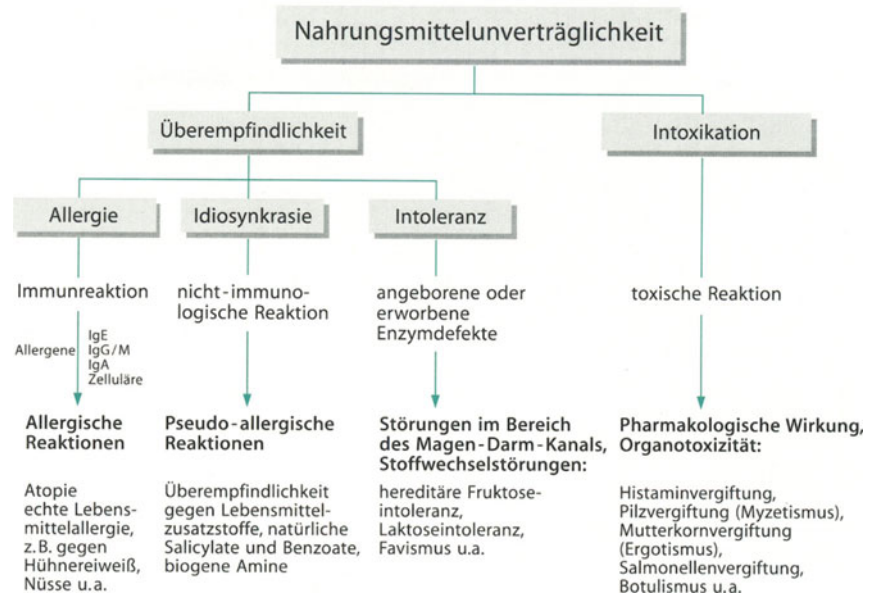 Nahrungsmittelunverträglichkeit
Überempfindlichkeit
Intoxikation
Allergie
Idiosynkrasie
Intoleranz
Immunreaktion
nicht-immuno-
logische Reaktion
angeborene oder
erworbene
Enzymdefekte
toxische Reaktion
Allergene
IgE
IgG/M
IgA
Zelluläre
Allergische
Reaktionen
Atopie
echte Lebens-
mittelallergie,
z.B. gegen
Hühnereiweiß,
Nüsse u.a.
Pseudo-allergische
Reaktionen
Überempfindlichkeit
gegen Lebensmittel-
zusatzstoffe, natürliche
Salicylate und Benzoate,
biogene Amine
Störungen im Bereich
des Magen-Darm-Kanals,
Stoffwechselstörungen:
hereditäre Fruktose-
intoleranz,
Laktoseintoleranz,
Favismus u.a.
Pharmakologische Wirkung,
Organotoxizität:
Histaminvergiftung,
Pilzvergiftung (Myzetismus),
Mutterkornvergiftung
(Ergotismus),
Salmonellenvergiftung,
Botulismus u.a.